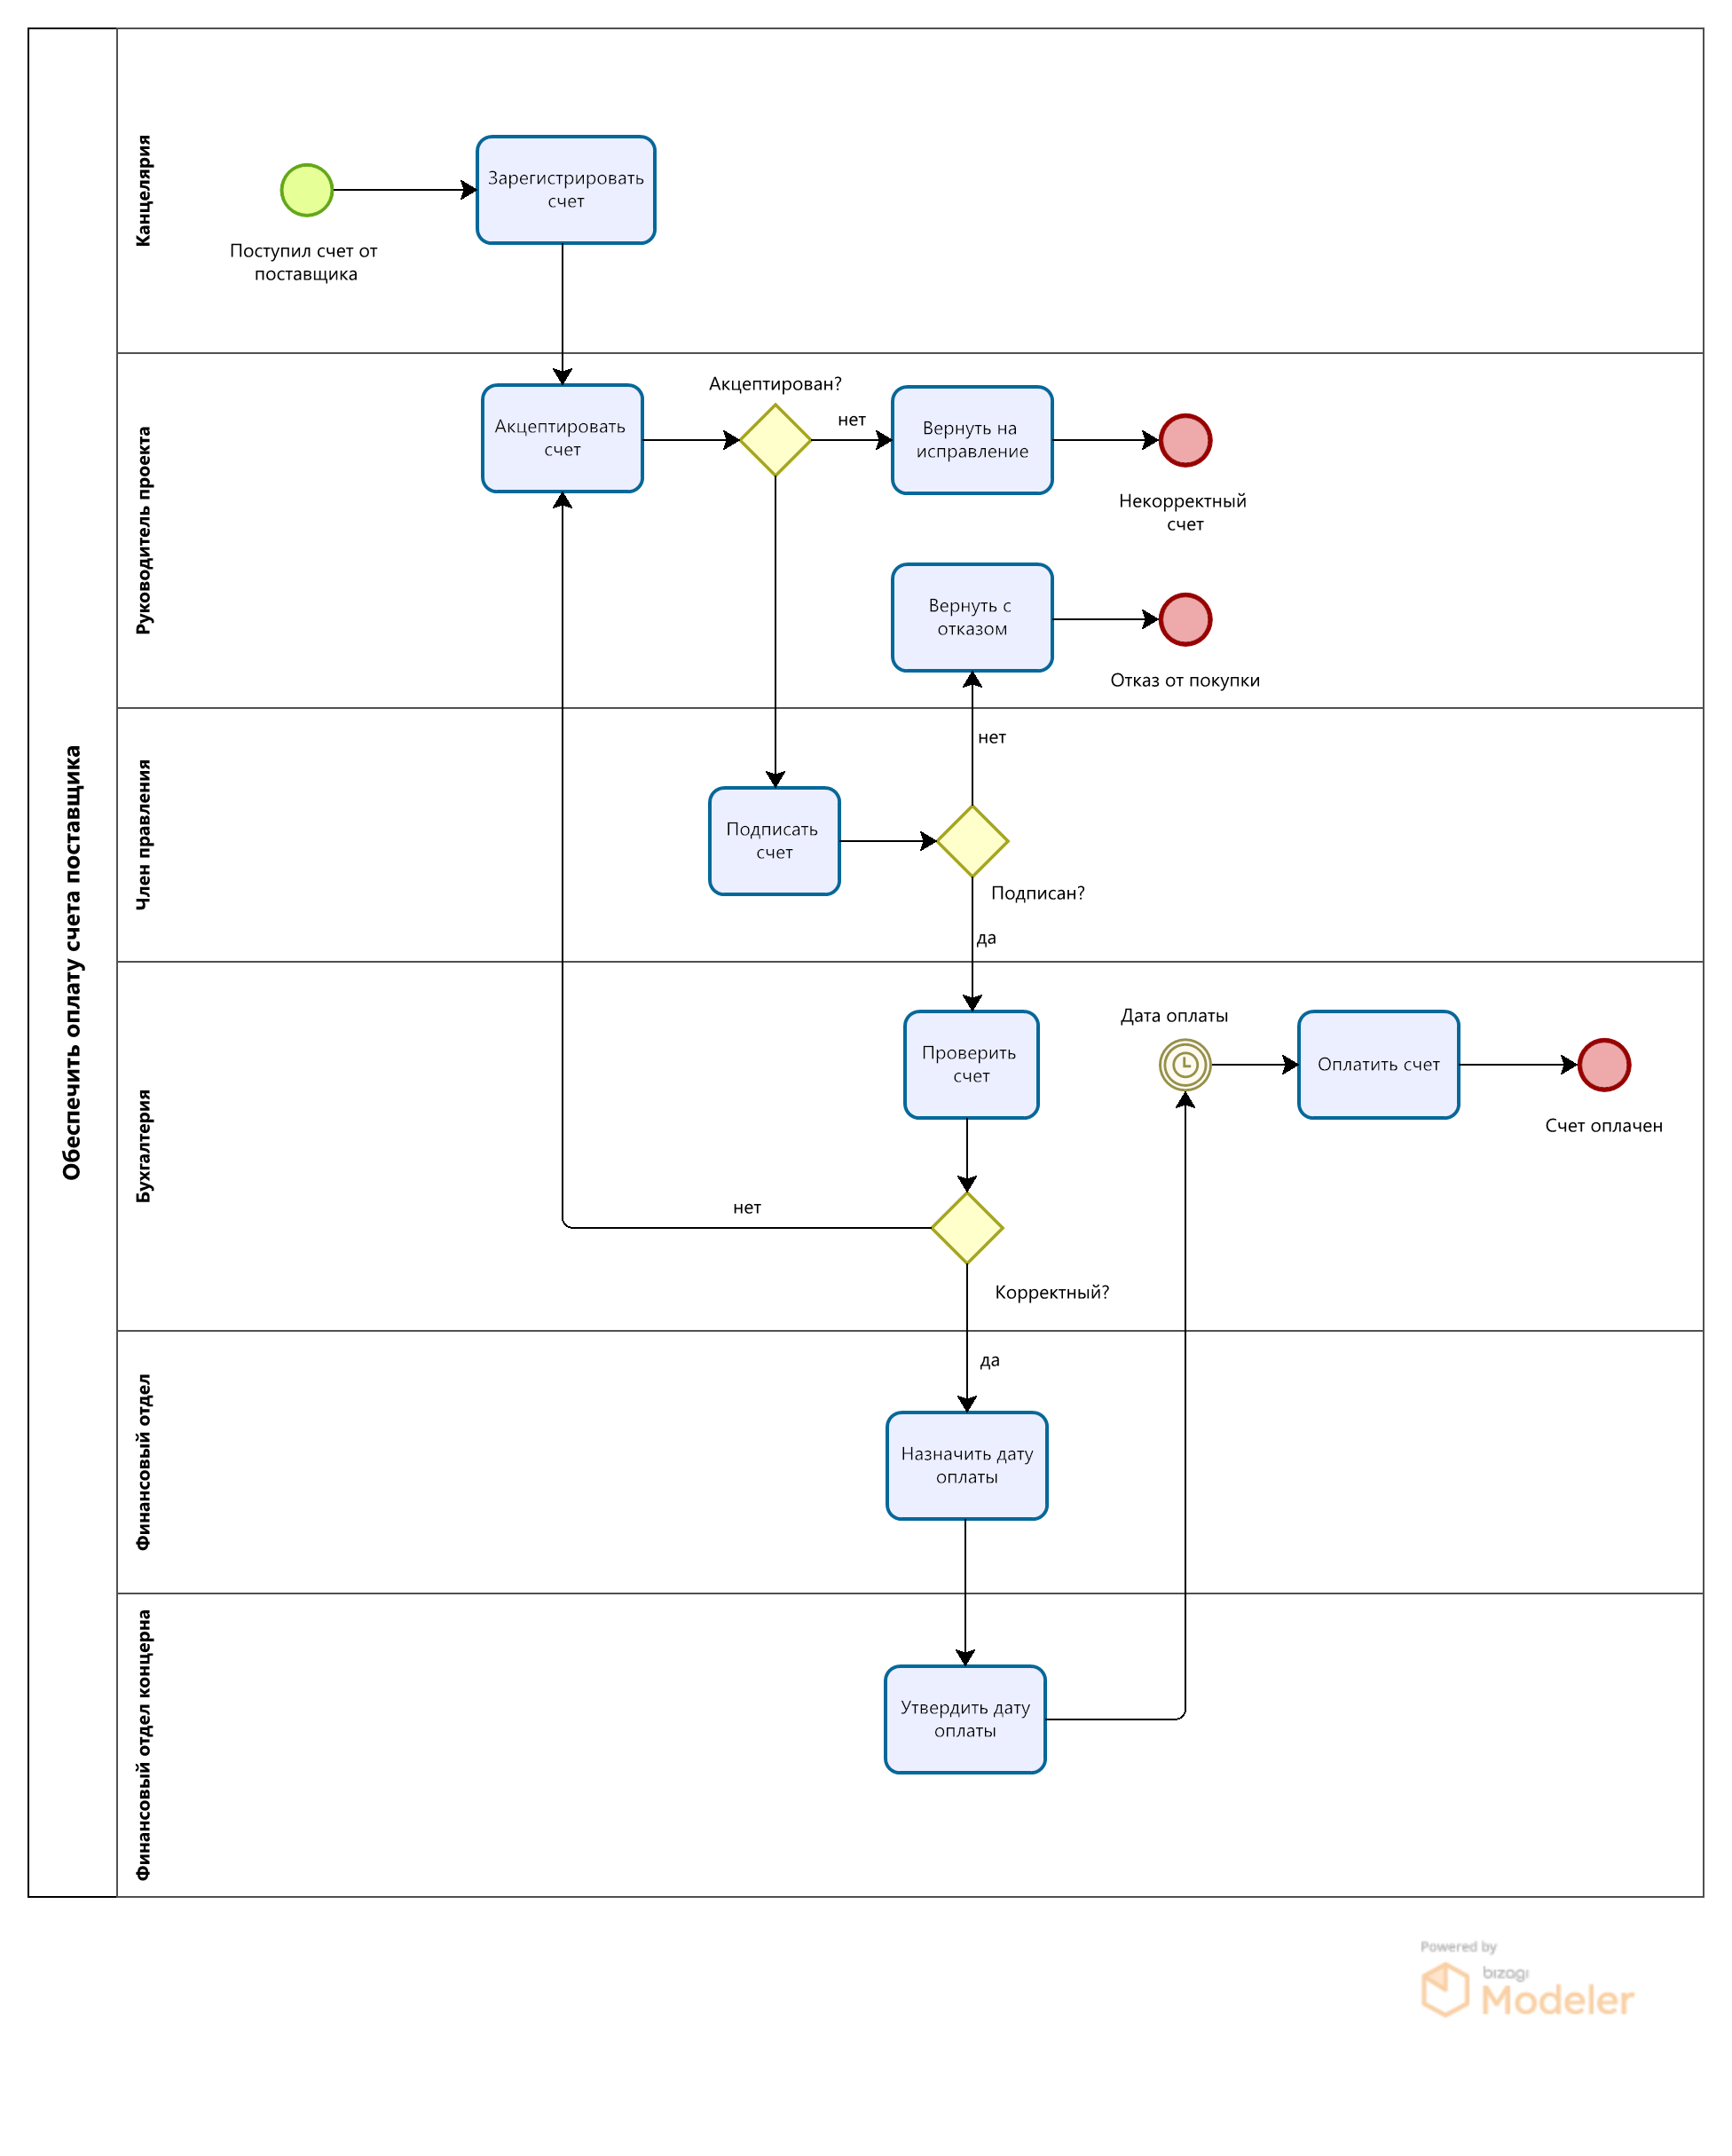 Обеспечить оплату счета поставщика
Канцелярия
Зарегистрировать
счет
Поступил счет от
поставщика
Руководитель проекта
Акцептировать
счет
Акцептирован?
нет
Вернуть на
исправление
Некорректный
счет
Вернуть с
отказом
Отказ от покупки
Член правления
нет
Подписать
счет
Подписан?
да
Бухгалтерия
Проверить
счет
Дата оплаты
Оплатить счет
Счет оплачен
нет
Корректный?
Финансовый отдел
да
Назначить дату
оплаты
Финансовый отдел концерна
Утвердить дату
оплаты
Powered by
bizagi
Modeler